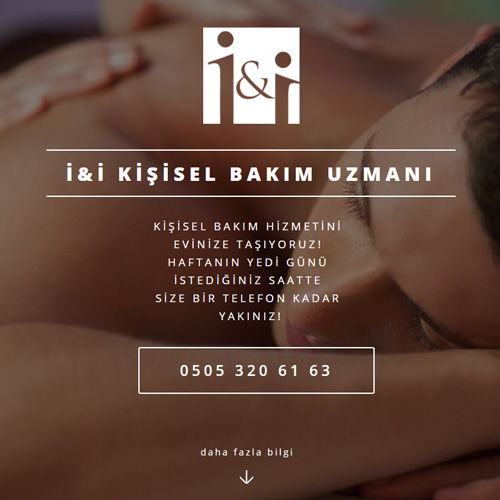 i&i
İ&İ KİŞİSEL BAKIM UZMANI
KİŞİSEL BAKIM HİZMETİNİ
EVİNİZE TAŞIYORUZ!
HAFTANIN YEDİ GÜNÜ
İSTEDİĞİNİZ SAATTE
SİZE BİR TELEFON KADAR
YAKINIZ!
0505 320 61 63
daha fazla bilgi